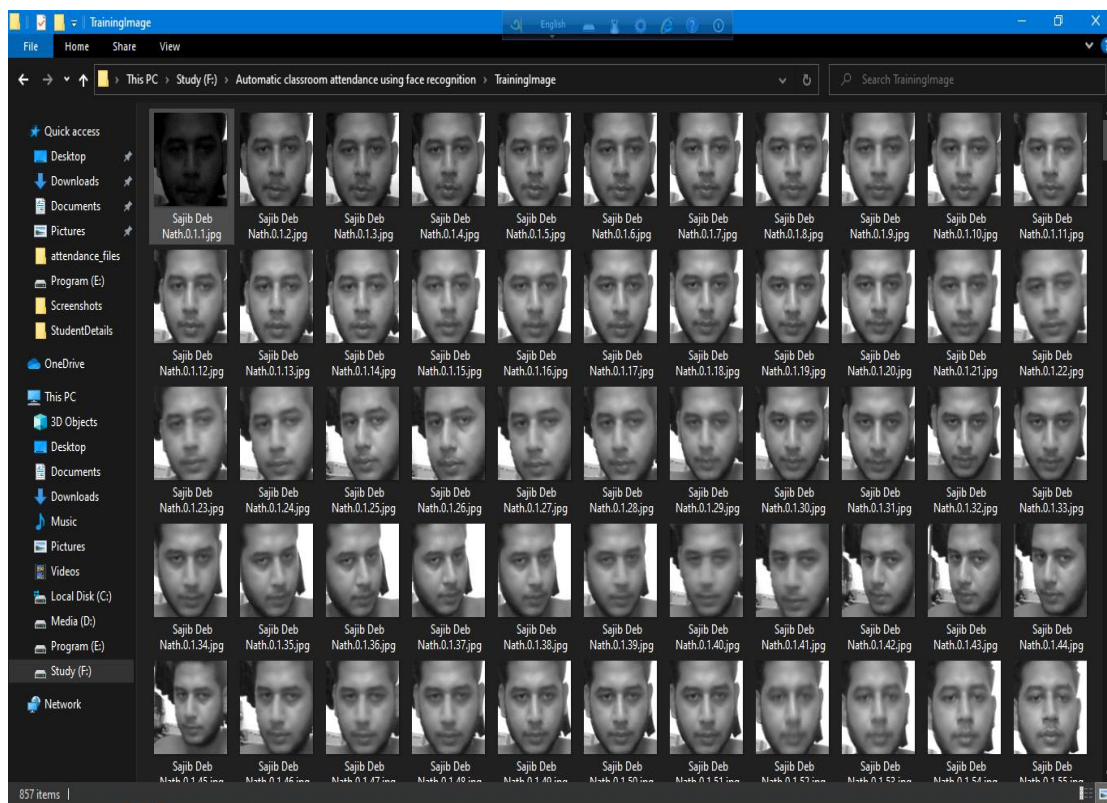 TrainingImage
English
File Home Share View
This PC > Study (F:) > Automatic classroom attendance using face recognition > TrainingImage
Search TrainingImage
Quick access
Desktop
Downloads
Documents
Pictures
attendance_files
Program (E:)
Screenshots
StudentDetails
OneDrive
This PC
3D Objects
Desktop
Documents
Downloads
Music
Pictures
Videos
Local Disk (C:)
Media (D:)
Program (E:)
Study (F:)
Network
Sajib Deb Sajib Deb Sajib Deb Sajib Deb Sajib Deb Sajib Deb Sajib Deb Sajib Deb Sajib Deb Sajib Deb Sajib Deb
Nath.0.1.1.jpg Nath.0.1.2.jpg Nath.0.1.3.jpg Nath.0.1.4.jpg Nath.0.1.5.jpg Nath.0.1.6.jpg Nath.0.1.7.jpg Nath.0.1.8.jpg Nath.0.1.9.jpg Nath.0.1.10.jpg Nath.0.1.11.jpg
Sajib Deb Sajib Deb Sajib Deb Sajib Deb Sajib Deb Sajib Deb Sajib Deb Sajib Deb Sajib Deb Sajib Deb Sajib Deb
Nath.0.1.12.jpg Nath.0.1.13.jpg Nath.0.1.14.jpg Nath.0.1.15.jpg Nath.0.1.16.jpg Nath.0.1.17.jpg Nath.0.1.18.jpg Nath.0.1.19.jpg Nath.0.1.20.jpg Nath.0.1.21.jpg Nath.0.1.22.jpg
Sajib Deb Sajib Deb Sajib Deb Sajib Deb Sajib Deb Sajib Deb Sajib Deb Sajib Deb Sajib Deb Sajib Deb Sajib Deb
Nath.0.1.23.jpg Nath.0.1.24.jpg Nath.0.1.25.jpg Nath.0.1.26.jpg Nath.0.1.27.jpg Nath.0.1.28.jpg Nath.0.1.29.jpg Nath.0.1.30.jpg Nath.0.1.31.jpg Nath.0.1.32.jpg Nath.0.1.33.jpg
Sajib Deb Sajib Deb Sajib Deb Sajib Deb Sajib Deb Sajib Deb Sajib Deb Sajib Deb Sajib Deb Sajib Deb Sajib Deb
Nath.0.1.34.jpg Nath.0.1.35.jpg Nath.0.1.36.jpg Nath.0.1.37.jpg Nath.0.1.38.jpg Nath.0.1.39.jpg Nath.0.1.40.jpg Nath.0.1.41.jpg Nath.0.1.42.jpg Nath.0.1.43.jpg Nath.0.1.44.jpg
Sajib Deb Sajib Deb Sajib Deb Sajib Deb Sajib Deb Sajib Deb Sajib Deb Sajib Deb Sajib Deb Sajib Deb Sajib Deb
857 items